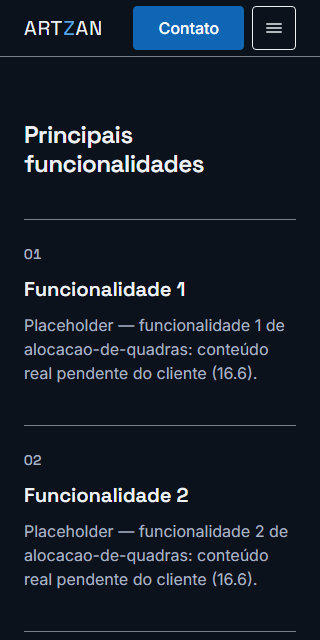 ARTZAN
Contato
Principais
funcionalidades
01
Funcionalidade 1
Placeholder — funcionalidade 1 de
alocacao-de-quadras: conteúdo
real pendente do cliente (16.6).
02
Funcionalidade 2
Placeholder — funcionalidade 2 de
alocacao-de-quadras: conteúdo
real pendente do cliente (16.6).